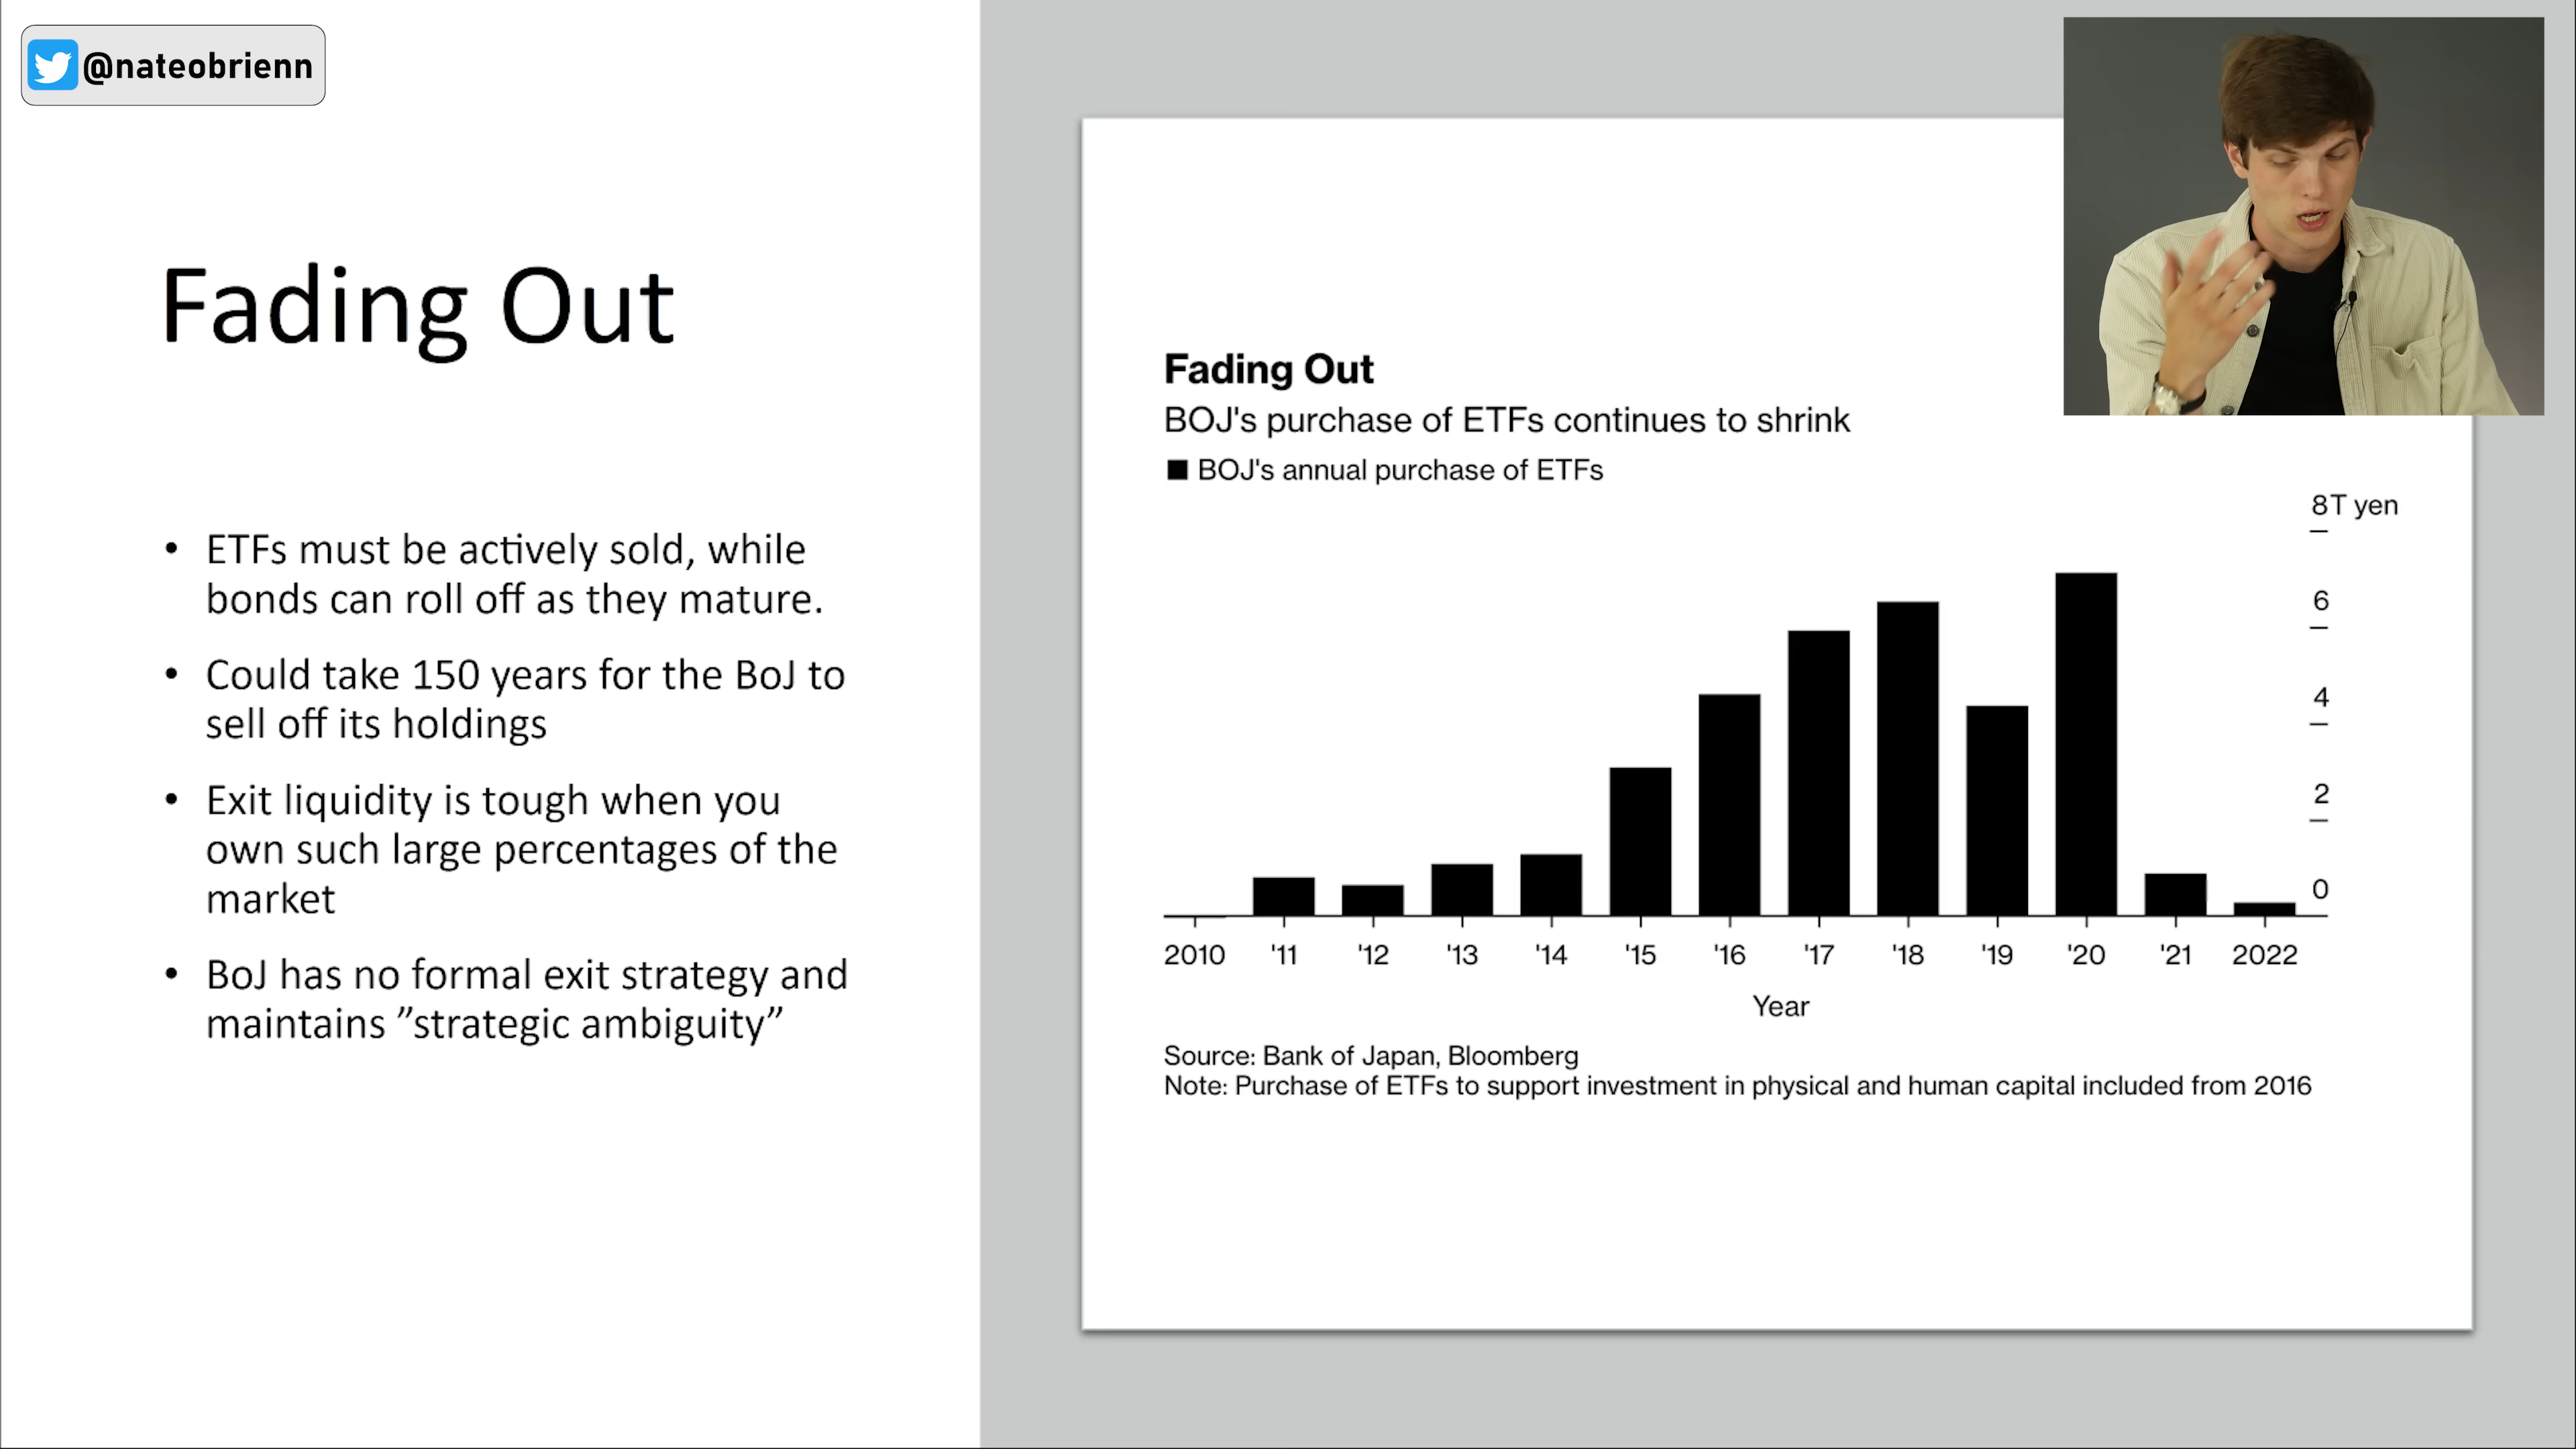 @nateobrienn
Fading Out
• ETFs must be actively sold, while
bonds can roll off as they mature.
• Could take 150 years for the BoJ to
sell off its holdings
• Exit liquidity is tough when you
own such large percentages of the
market
• BoJ has no formal exit strategy and
maintains ”strategic ambiguity”
Fading Out
BOJ's purchase of ETFs continues to shrink
BOJ's annual purchase of ETFs
8T yen
6
4
2
0
2010 '11 '12 '13 '14 '15 '16 '17 '18 '19 '20 '21 2022
Year
Source: Bank of Japan, Bloomberg
Note: Purchase of ETFs to support investment in physical and human capital included from 2016